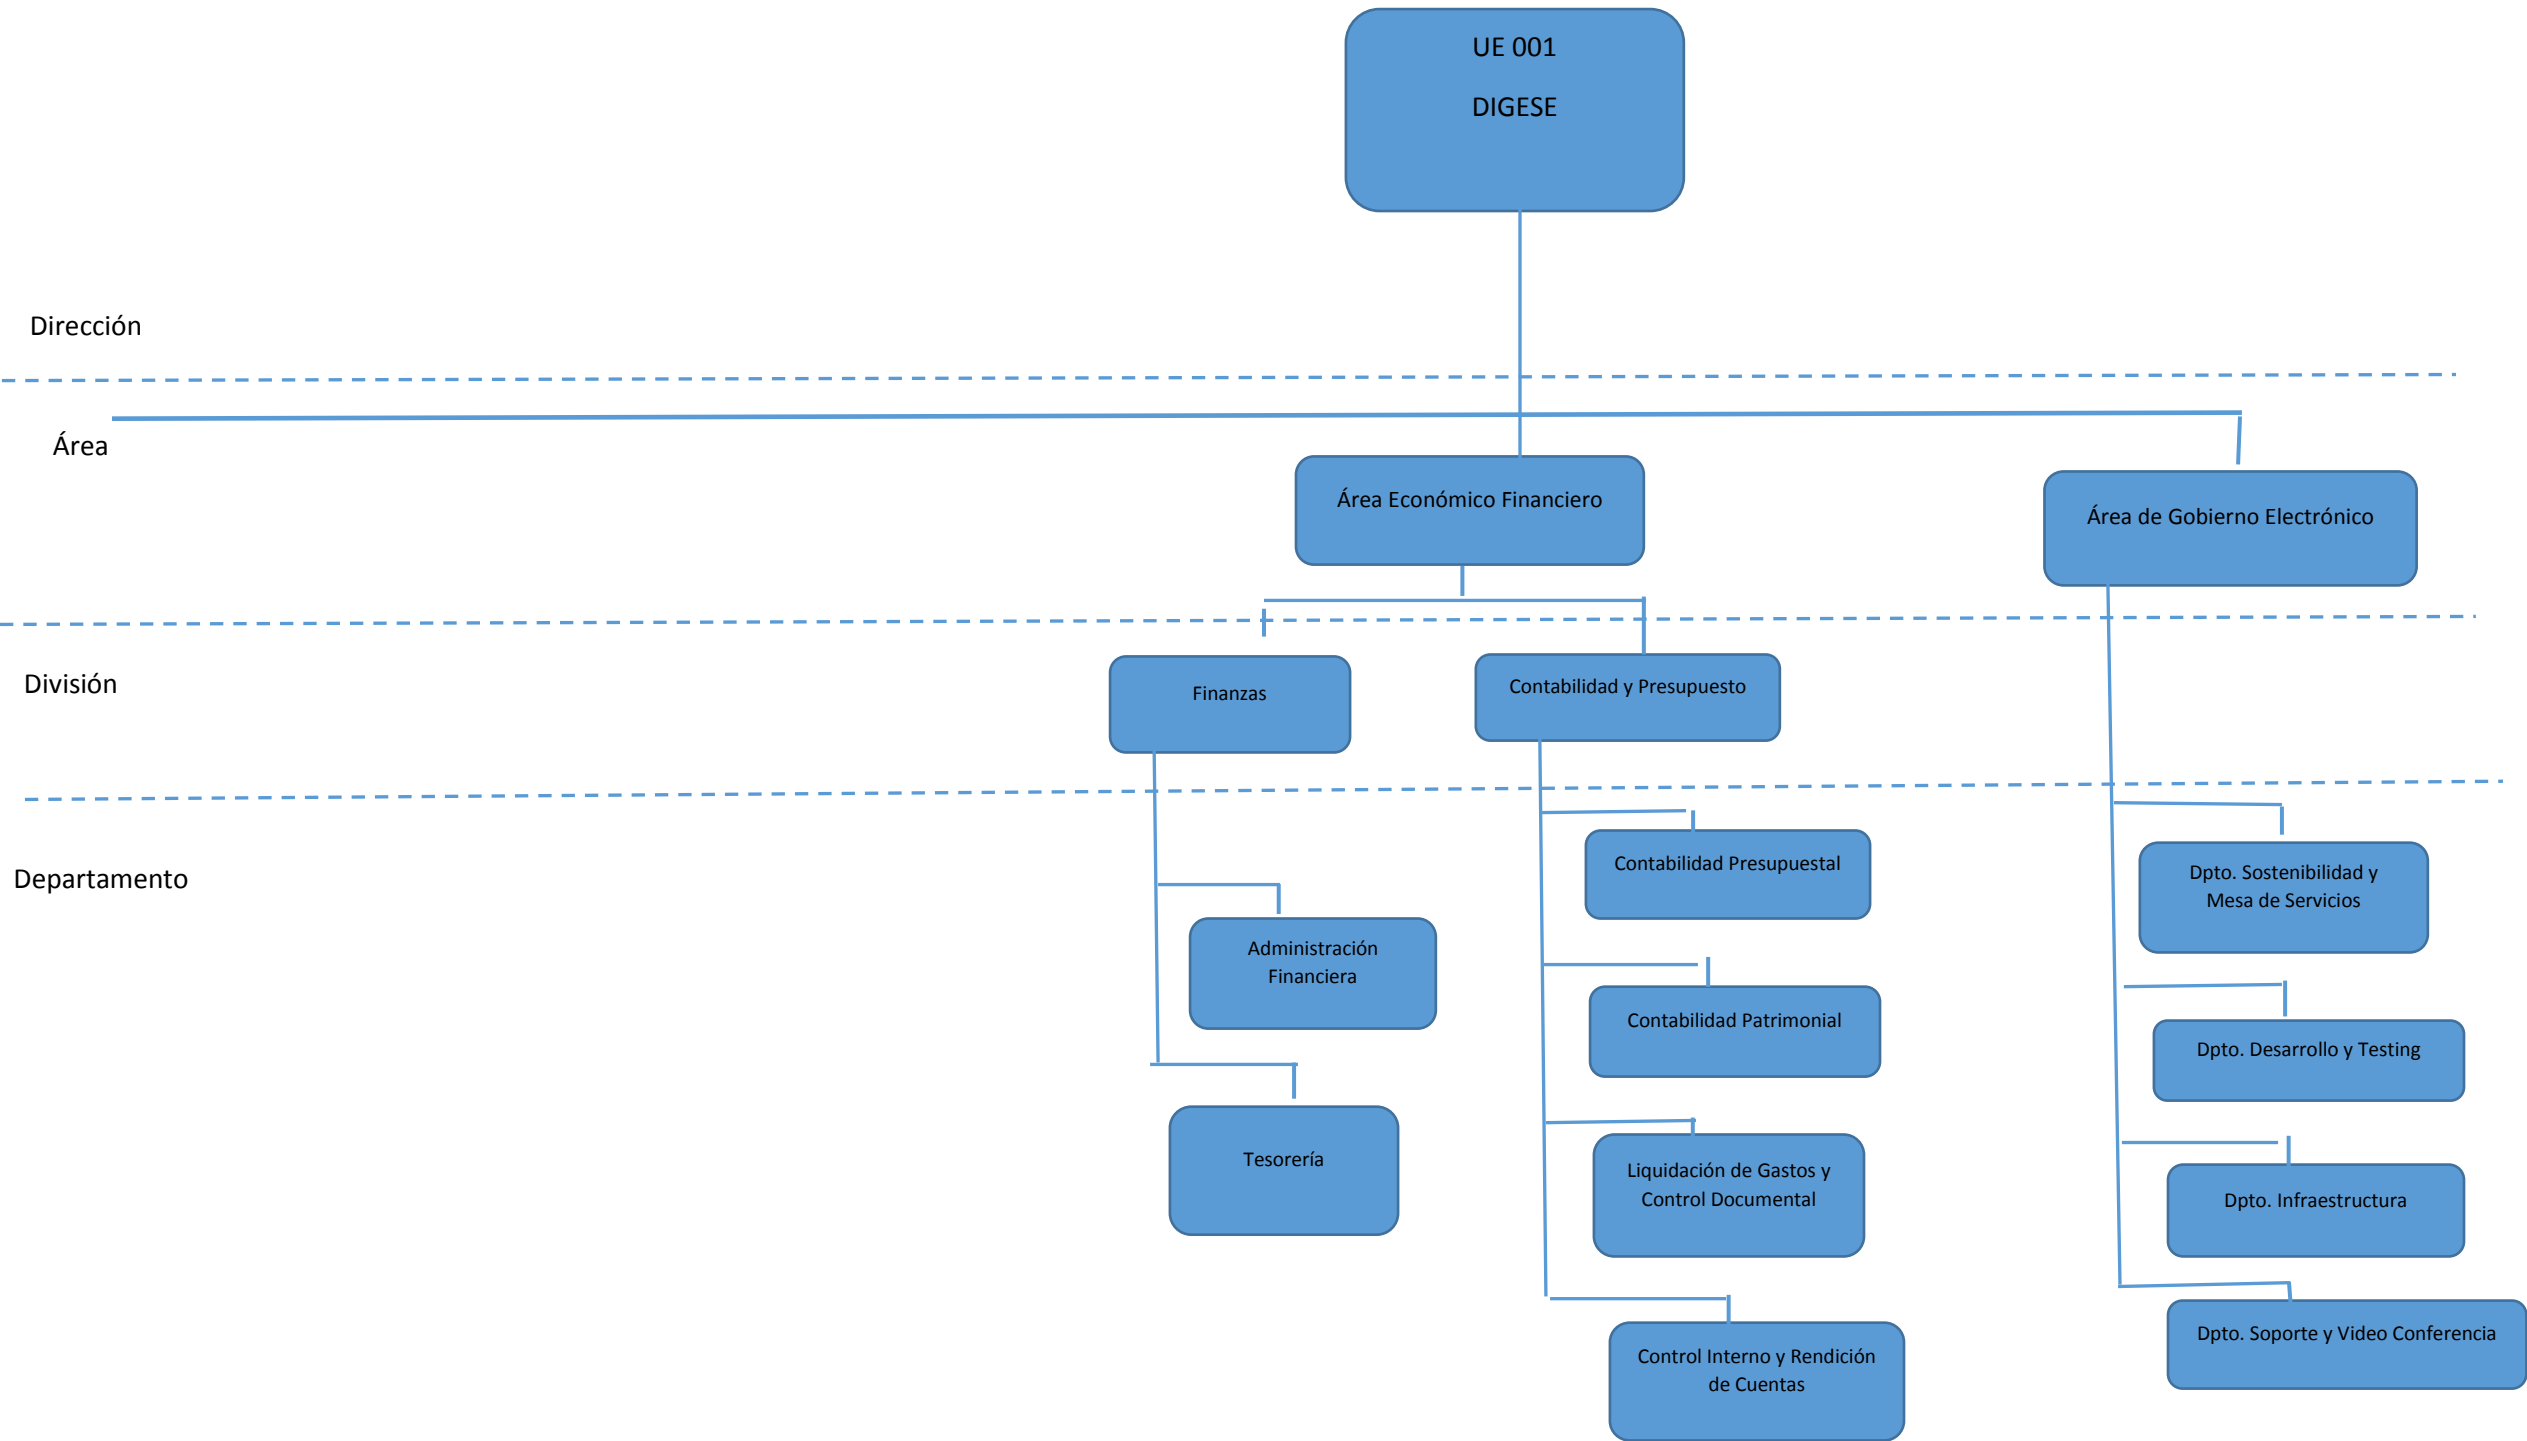 UE 001
DIGESE
Dirección
Área
Área Económico Financiero
Área de Gobierno Electrónico
División
Finanzas
Contabilidad y Presupuesto
Departamento
Administración
Financiera
Tesorería
Contabilidad Presupuestal
Contabilidad Patrimonial
Liquidación de Gastos y
Control Documental
Control Interno y Rendición
de Cuentas
Dpto. Sostenibilidad y
Mesa de Servicios
Dpto. Desarrollo y Testing
Dpto. Infraestructura
Dpto. Soporte y Video Conferencia